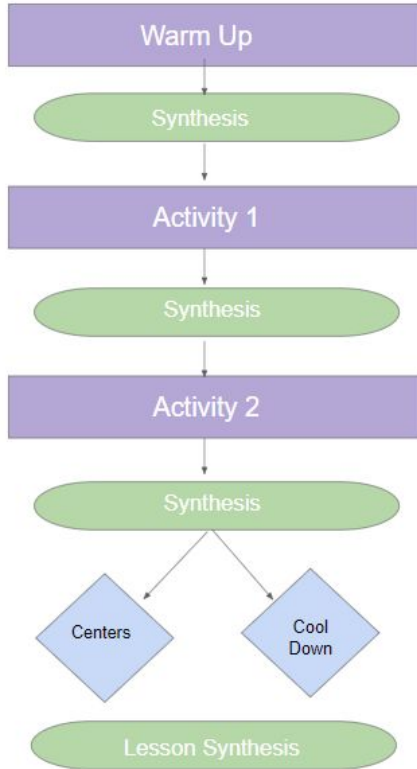 Warm Up
Synthesis
Activity 1
Synthesis
Activity 2
Synthesis
Centers
Cool
Down
Lesson Synthesis